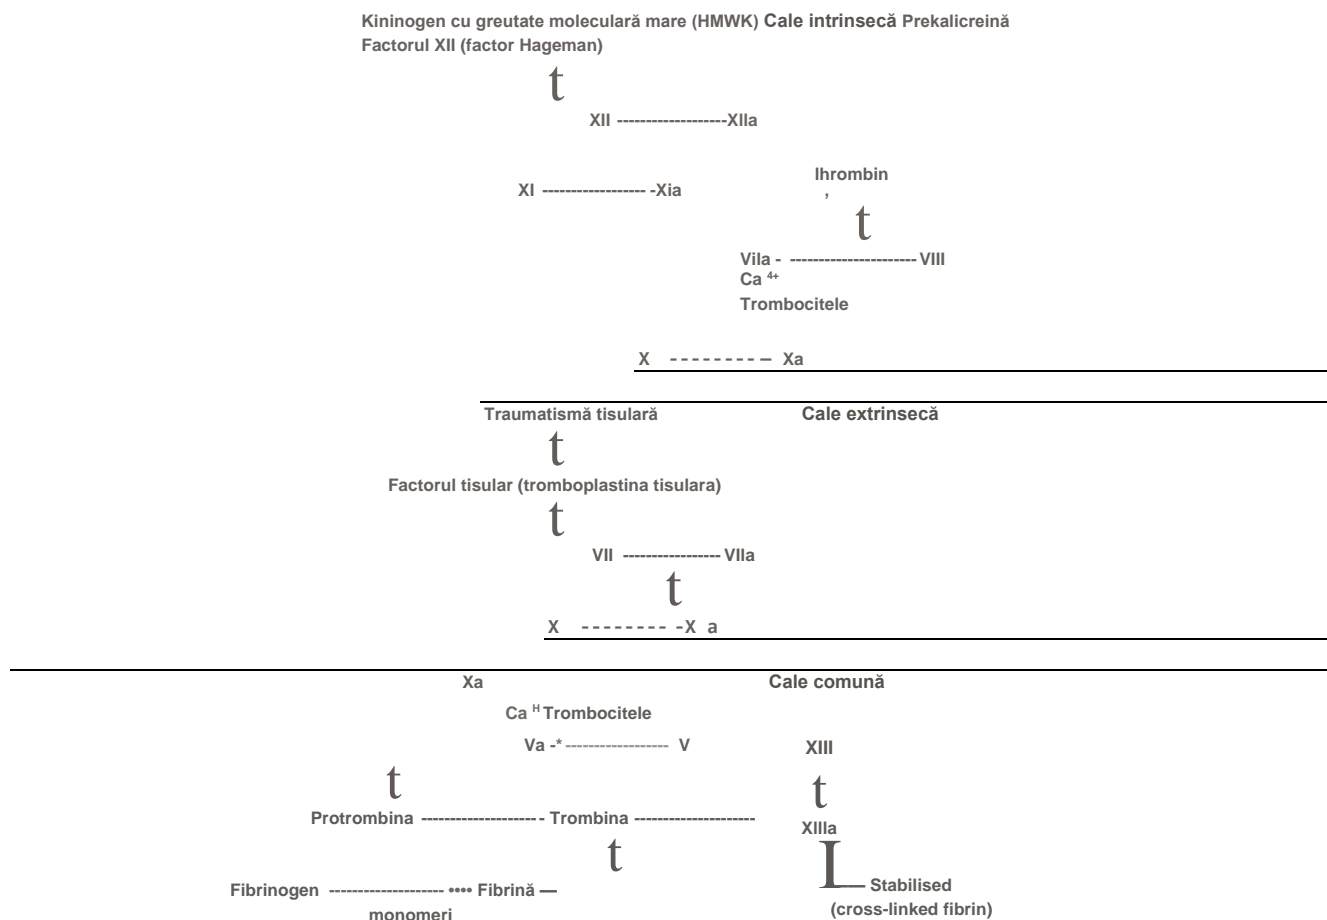 Kininogen cu greutate moleculară mare (HMWK) Cale intrinsecă Prekalicreină
Factorul XII (factor Hageman)
t
XII -------------------XIIa
Ihrombin
XI ------------------ -Xia
,
t
Vila - ---------------------- VIII
Ca 4+
Trombocitele
X --------- — Xa
Traumatismă tisulară Cale extrinsecă
t
Factorul tisular (tromboplastina tisulara)
t
VII ----------------- VIIa
t
X -------- -X a
Xa Cale comună
Ca H Trombocitele
Va -* ------------------ V XIII
t t
Protrombina -------------------- - Trombina --------------------- XIIIa
t I
Fibrinogen -------------------- •••• Fibrină — — Stabilised
monomeri (cross-linked fibrin)